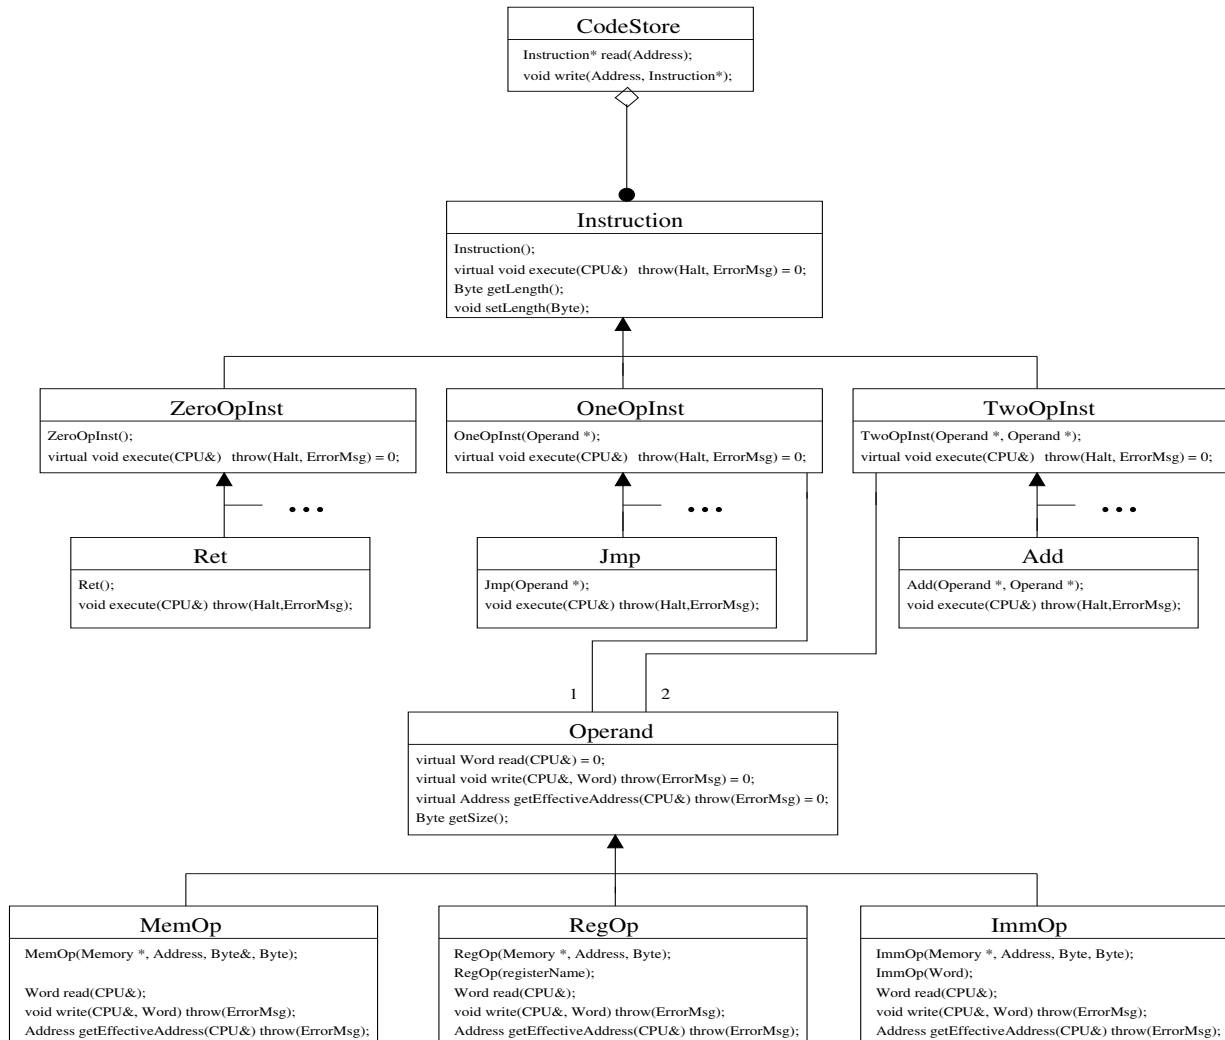 CodeStore
Instruction* read(Address);
void write(Address, Instruction*);
Instruction
Instruction();
virtual void execute(CPU&) throw(Halt, ErrorMsg) = 0;
Byte getLength();
void setLength(Byte);
ZeroOpInst
ZeroOpInst();
virtual void execute(CPU&) throw(Halt, ErrorMsg) = 0;
OneOpInst
OneOpInst(Operand *);
virtual void execute(CPU&) throw(Halt, ErrorMsg) = 0;
TwoOpInst
TwoOpInst(Operand *, Operand *);
virtual void execute(CPU&) throw(Halt, ErrorMsg) = 0;
• • •
• • •
• • •
Ret
Ret();
void execute(CPU&) throw(Halt,ErrorMsg);
Jmp
Jmp(Operand *);
void execute(CPU&) throw(Halt,ErrorMsg);
Add
Add(Operand *, Operand *);
void execute(CPU&) throw(Halt,ErrorMsg);
1
2
Operand
virtual Word read(CPU&) = 0;
virtual void write(CPU&, Word) throw(ErrorMsg) = 0;
virtual Address getEffectiveAddress(CPU&) throw(ErrorMsg) = 0;
Byte getSize();
MemOp
MemOp(Memory *, Address, Byte&, Byte);
Word read(CPU&);
void write(CPU&, Word) throw(ErrorMsg);
Address getEffectiveAddress(CPU&) throw(ErrorMsg);
RegOp
RegOp(Memory *, Address, Byte);
RegOp(registerName);
Word read(CPU&);
void write(CPU&, Word) throw(ErrorMsg);
Address getEffectiveAddress(CPU&) throw(ErrorMsg);
ImmOp
ImmOp(Memory *, Address, Byte, Byte);
ImmOp(Word);
Word read(CPU&);
void write(CPU&, Word) throw(ErrorMsg);
Address getEffectiveAddress(CPU&) throw(ErrorMsg);